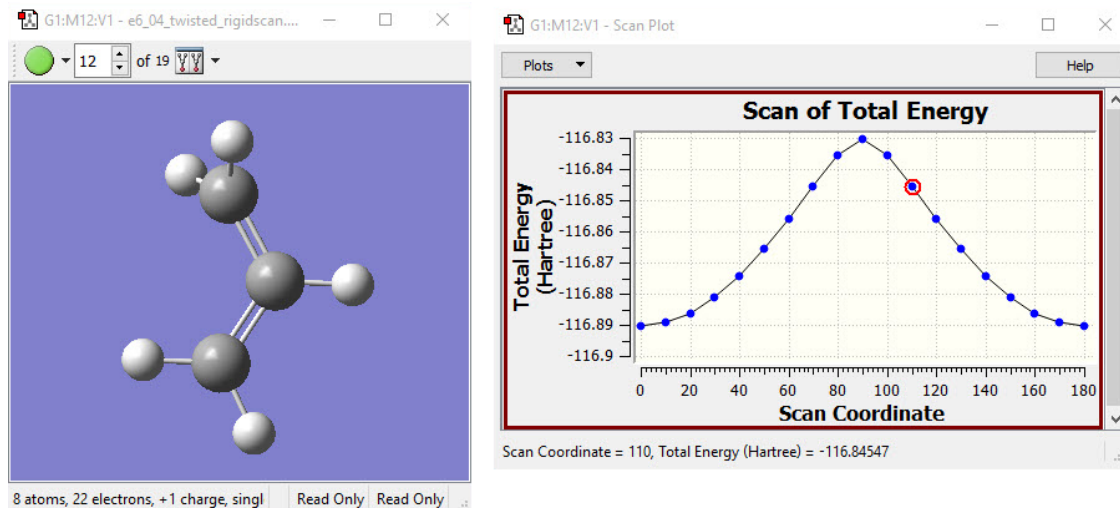 G1:M12:V1 - e6_04_twisted_rigidscan....
12 of 19
8 atoms, 22 electrons, +1 charge, singl
Read Only
Read Only
G1:M12:V1 - Scan Plot
Plots
Help
Scan of Total Energy
Total Energy
(Hartree)
-116.83
-116.84
-116.85
-116.86
-116.87
-116.88
-116.89
-116.9
0 20 40 60 80 100 120 140 160 180
Scan Coordinate
Scan Coordinate = 110, Total Energy (Hartree) = -116.84547